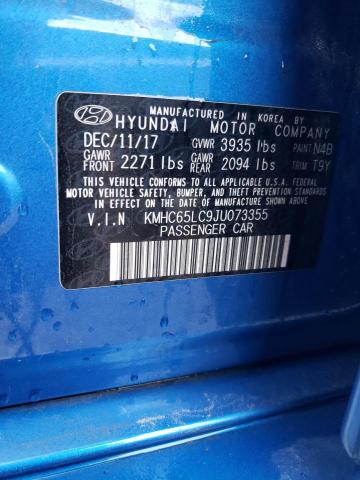 MANUFACTURED IN KOREA BY
HYUNDAI MOTOR COMPANY
DEC/11/17 GVWR 3935 lbs PAINT N4B
GAWR FRONT 2271 lbs GAWR REAR 2094 lbs TRIM T9Y
THIS VEHICLE CONFORMS TO ALL APPLICABLE U.S.A. FEDERAL
MOTOR VEHICLE SAFETY, BUMPER, AND THEFT PREVENTION
STANDARDS IN EFFECT ON THE DATE OF MANUFACTURE SHOWN ABOVE.
V.I.N KMHC65LC9JU073355
PASSENGER CAR